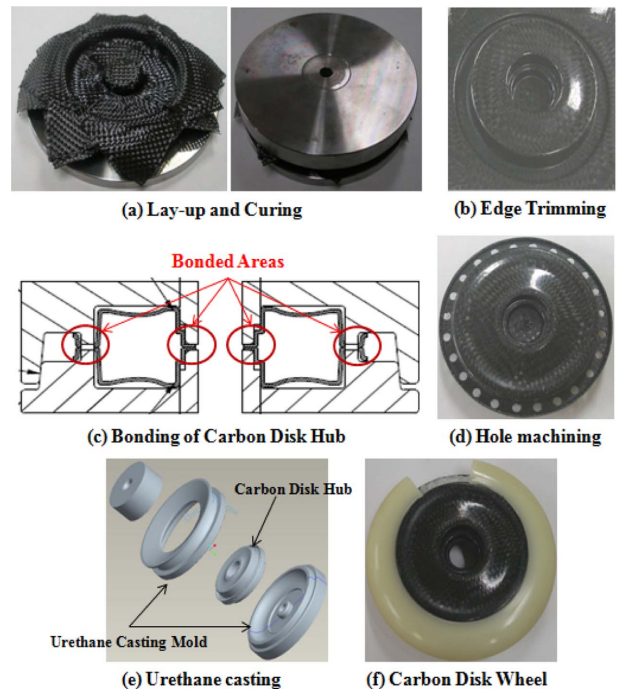 (a) Lay-up and Curing
(b) Edge Trimming
Bonded Areas
(c) Bonding of Carbon Disk Hub
(d) Hole machining
Carbon Disk Hub
Urethane Casting Mold
(e) Urethane casting
(f) Carbon Disk Wheel